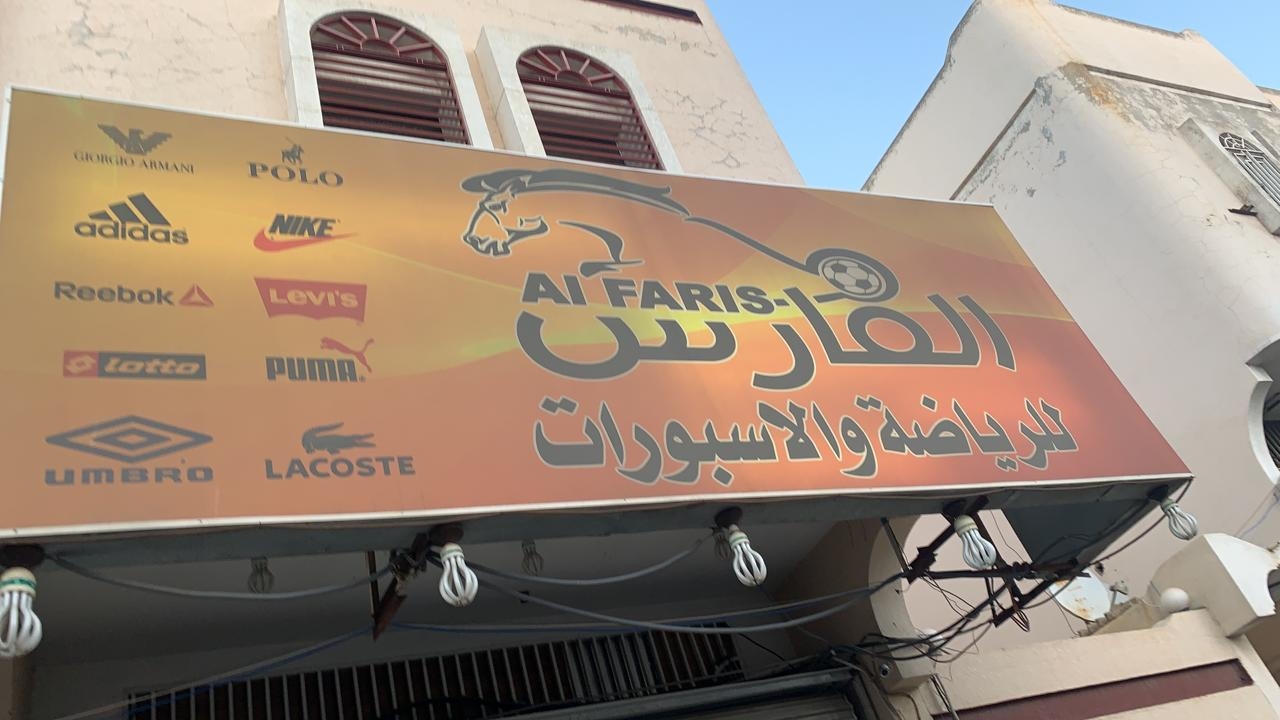 GIORGIO ARMANI
POLO
adidas
NIKE
Reebok
LEVI'S
lotto
PUMA
UMBRO
LACOSTE
Al FARIS-
الفارس
للرياضة والاسبورات